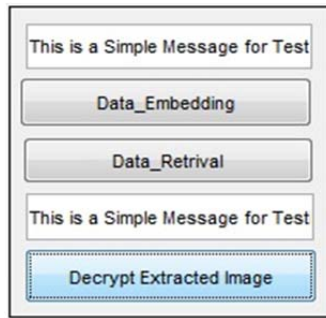 This is a Simple Message for Test
Data_Embedding
Data_Retrival
This is a Simple Message for Test
Decrypt Extracted Image